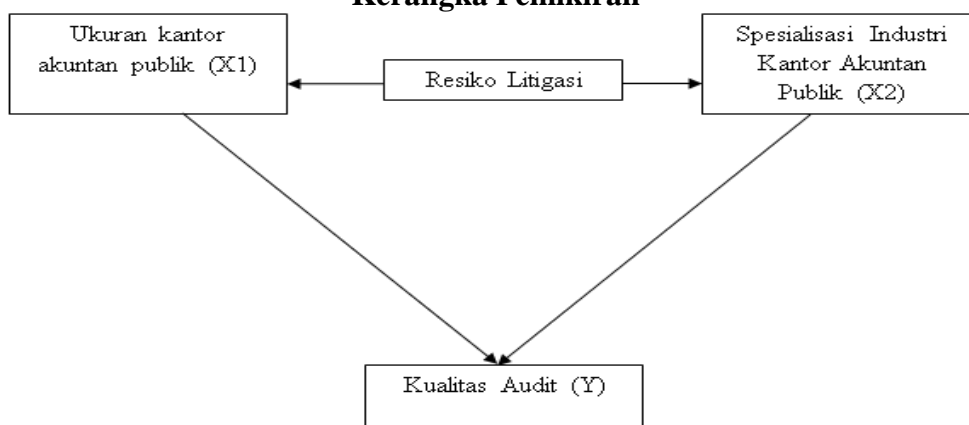 Kerangka Pemikiran
Ukuran kantor
akuntan publik (X1)
Resiko Litigasi
Spesialisasi Industri
Kantor Akuntan
Publik (X2)
Kualitas Audit (Y)